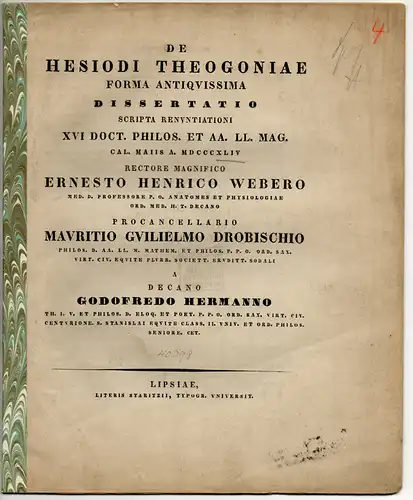 4
DE
HESIODI THEOGONIAE
FORMA ANTIQVISSIMA
DISSERTATIO
SCRIPTA RENVNTIATIONI
XVI DOCT. PHILOS. ET AA. LL. MAG.
CAL. MAIIS A. MDCCCXLIV
RECTORE MAGNIFICO
ERNESTO HENRICO WEBERO
MED. D. PROFESSORE P. O. ANATOMES ET PHYSIOLOGIAE
ORD. MED. H. T. DECANO
PROCANCELLARIO
MAVRITIO GVILIELMO DROBISCHIO
PHILOS. D. AA. LL. M. MATHEM. ET PHILOS. P. P. O. ORD. SAX.
VIRT. CIV. EQVITE PLVRR. SOCIETT. ERVDITT. SODALI
A
DECANO
GODOFREDO HERMANNO
TH. I. V. ET PHILOS. D. ELOQ. ET POET. P. P. O. ORD. SAX. VIRT. CIV.
CENTVRIONE. S. STANISLAI EQVITE CLASS. II. VNIV. ET ORD. PHILOS.
SENIORE. CET.
LIPSIAE,
LITERIS STARITZII, TYPOGR. VNIVERSIT.